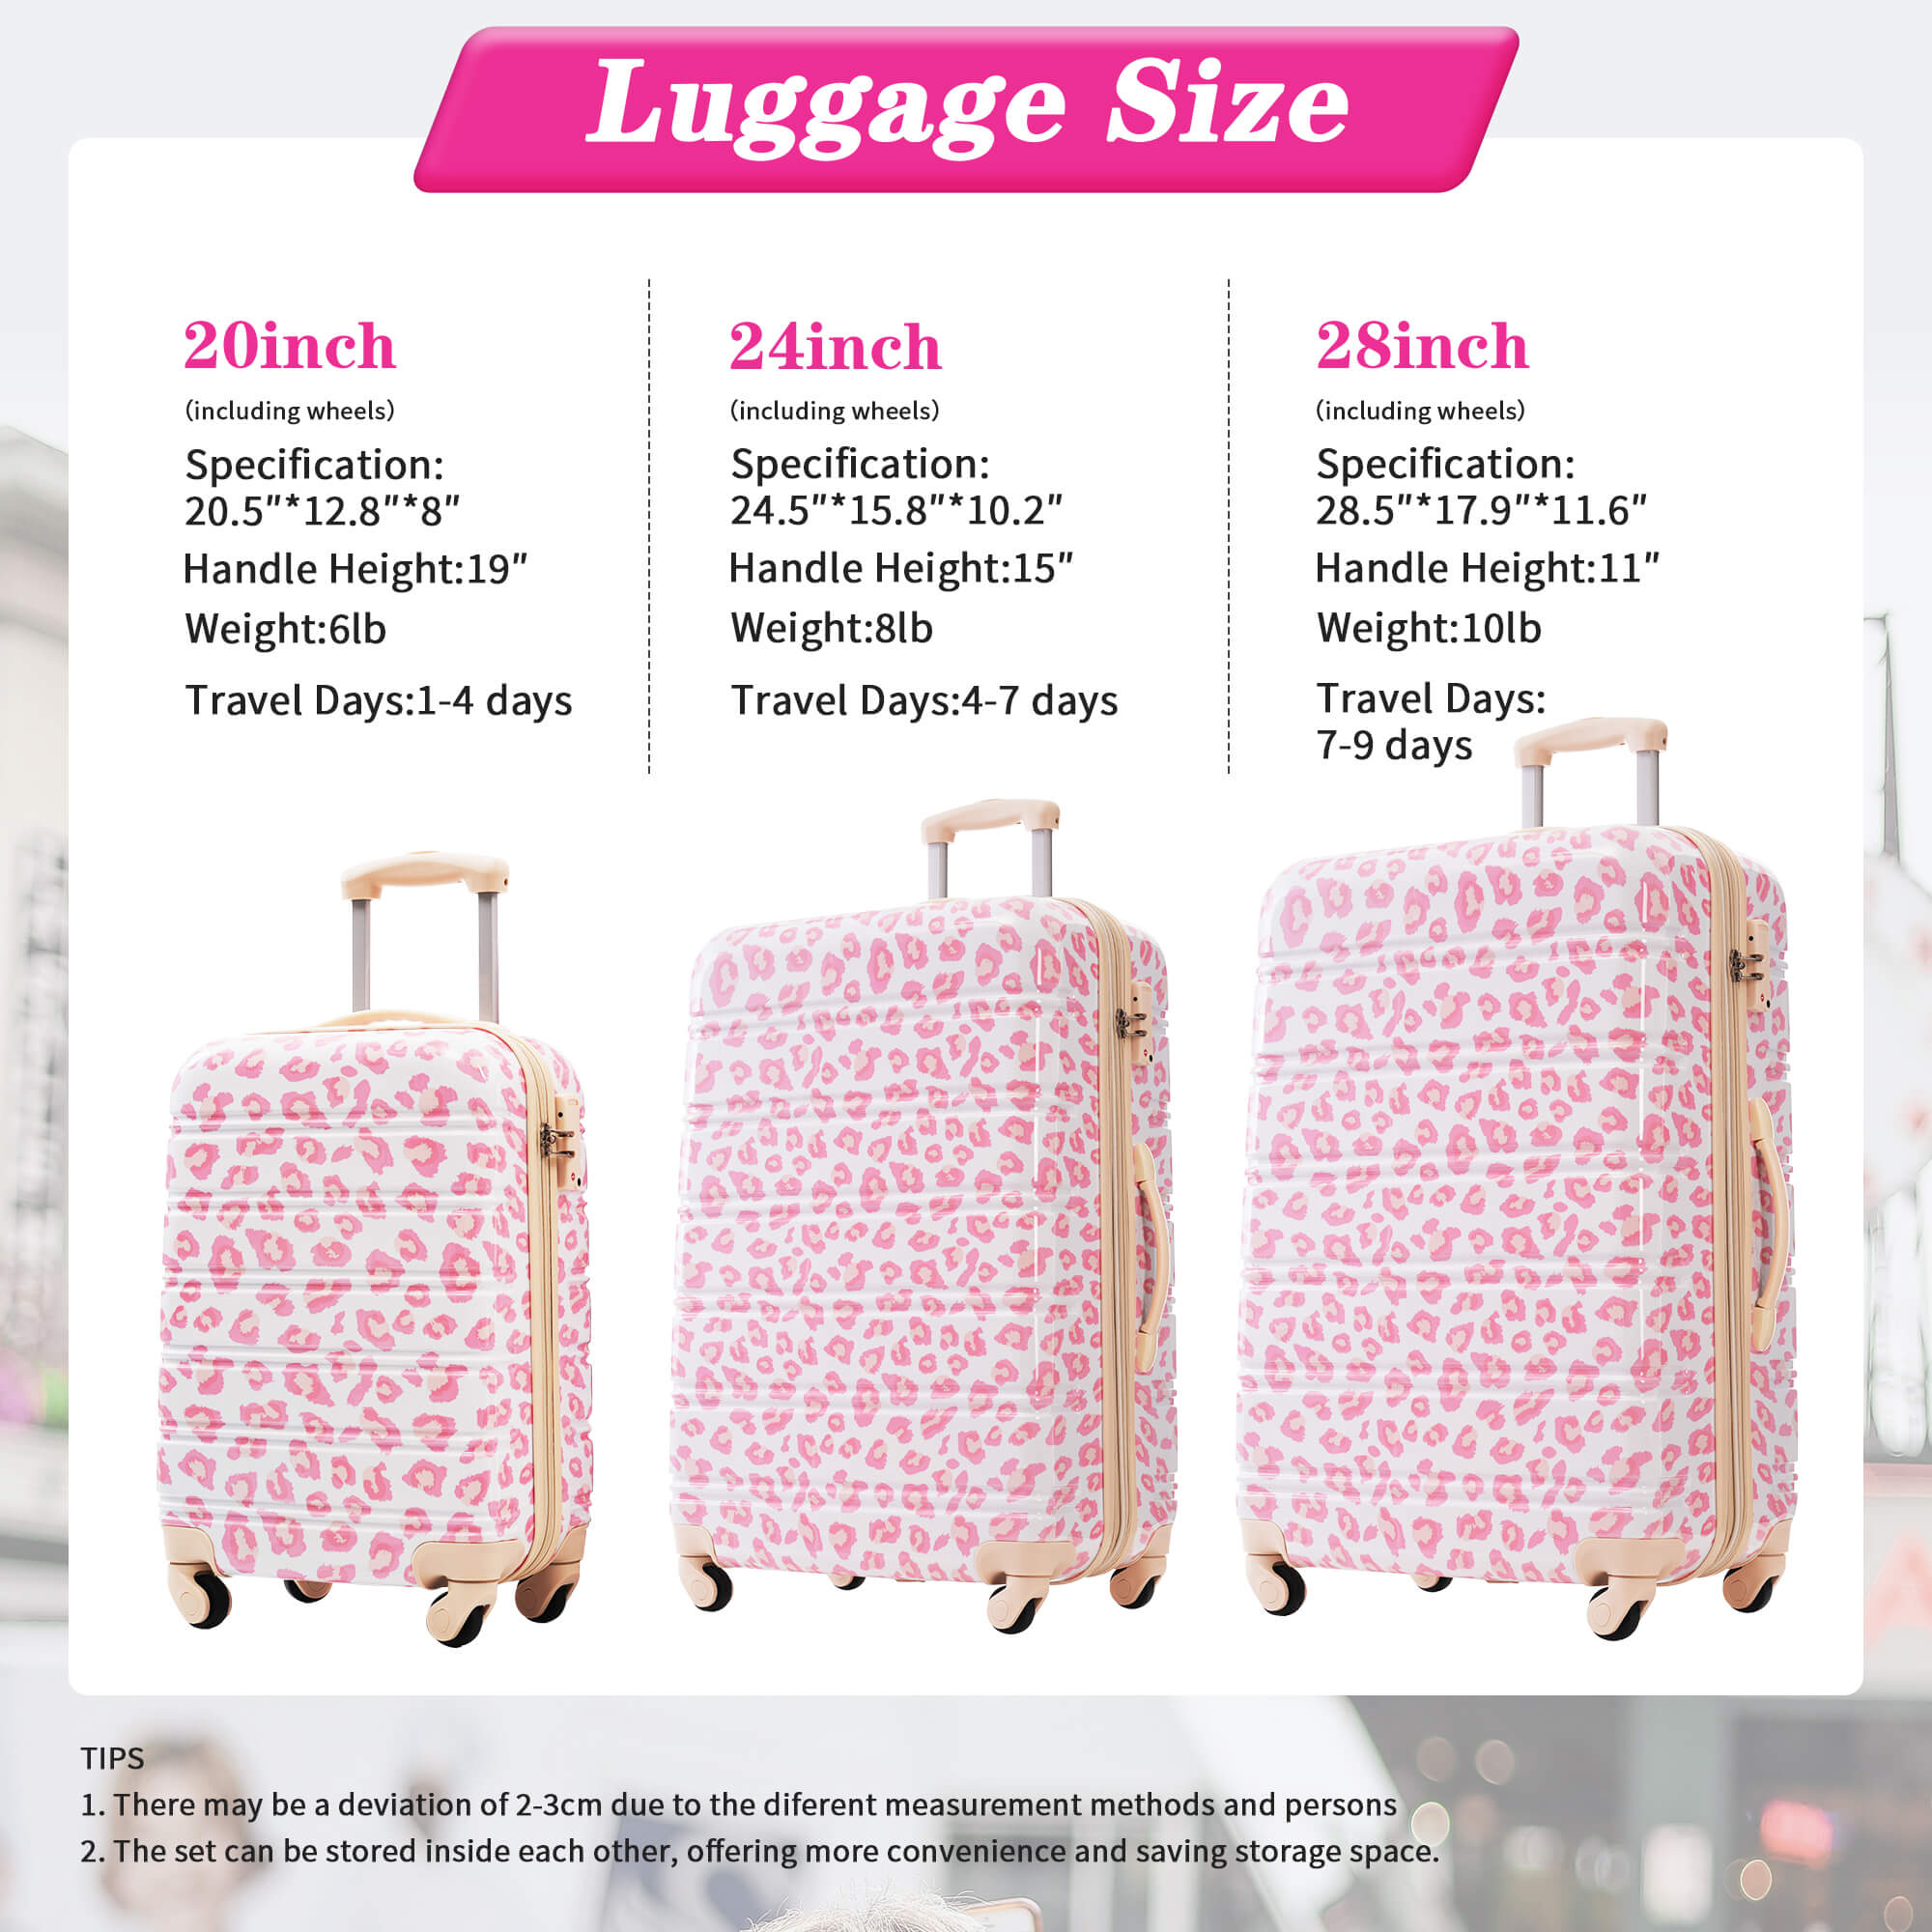 Luggage Size
20inch
(including wheels)
Specification:
20.5"*12.8"*8"
Handle Height:19"
Weight:6lb
Travel Days:1-4 days
24inch
(including wheels)
Specification:
24.5"*15.8"*10.2"
Handle Height:15"
Weight:8lb
Travel Days:4-7 days
28inch
(including wheels)
Specification:
28.5"*17.9"*11.6"
Handle Height:11"
Weight:10lb
Travel Days:
7-9 days
TIPS
1. There may be a deviation of 2-3cm due to the diferent measurement methods and persons
2. The set can be stored inside each other, offering more convenience and saving storage space.